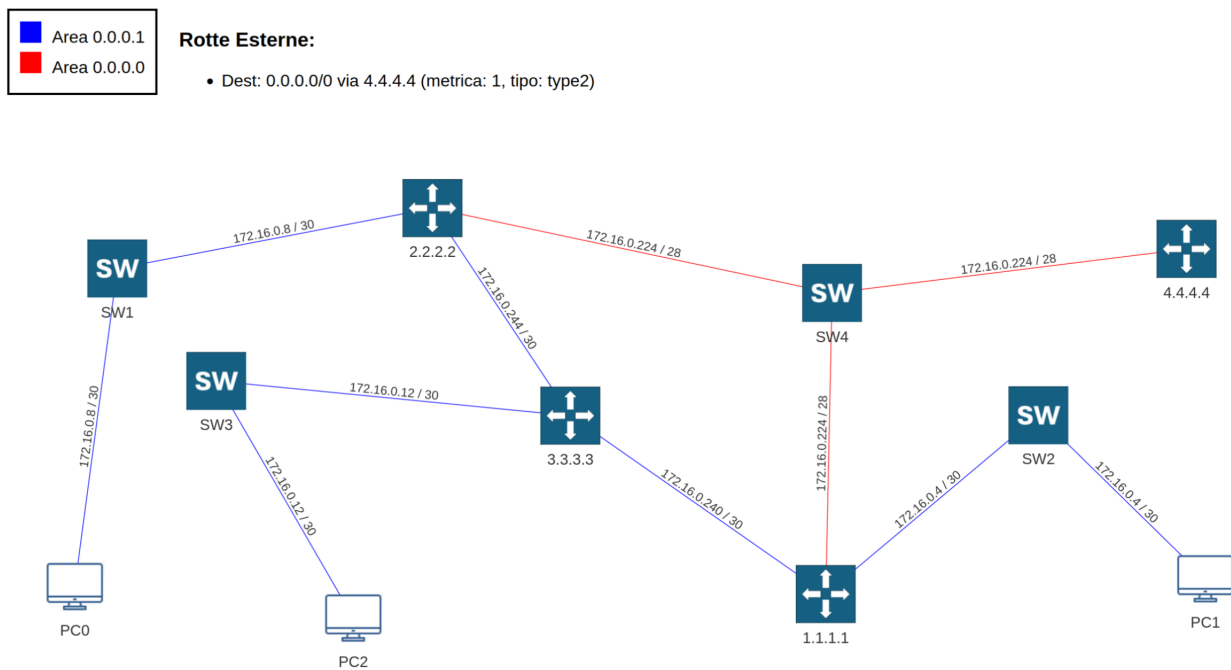 Area 0.0.0.1
Area 0.0.0.0
Rotte Esterne:
• Dest: 0.0.0.0/0 via 4.4.4.4 (metrica: 1, tipo: type2)
172.16.0.8 / 30
2.2.2.2
172.16.0.224 / 28
172.16.0.224 / 28
4.4.4.4
SW
SW1
SW
SW4
172.16.0.244 / 30
172.16.0.8 / 30
SW
SW3
172.16.0.12 / 30
3.3.3.3
172.16.0.224 / 28
SW
SW2
172.16.0.12 / 30
172.16.0.240 / 30
172.16.0.4 / 30
172.16.0.4 / 30
PC0
PC2
1.1.1.1
PC1